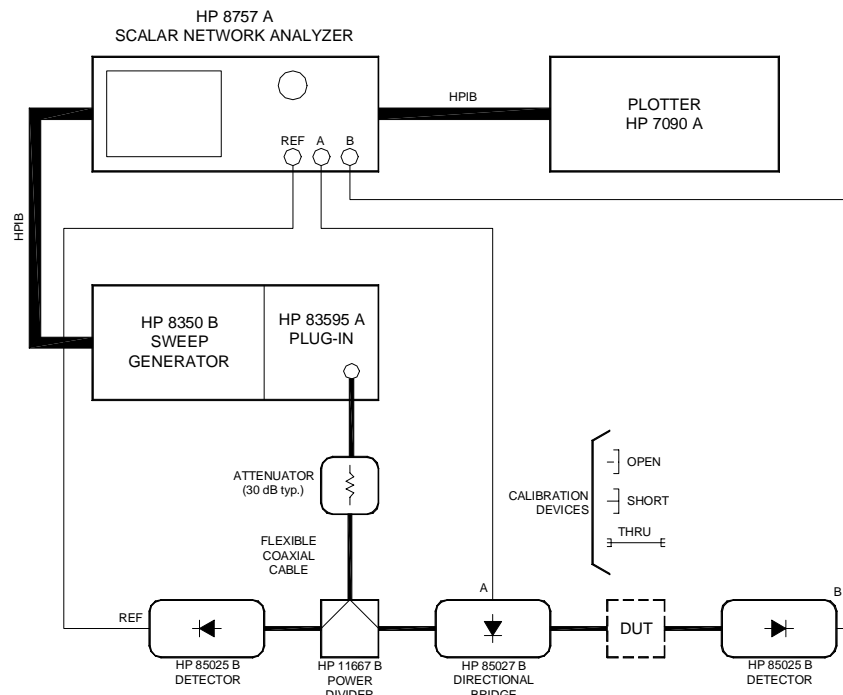 HP 8757 A
SCALAR NETWORK ANALYZER
REF
A
B
HPIB
PLOTTER
HP 7090 A
HPIB
HP 8350 B
SWEEP
GENERATOR
HP 83595 A
PLUG-IN
ATTENUATOR
(30 dB typ.)
FLEXIBLE
COAXIAL
CABLE
CALIBRATION
DEVICES
OPEN
SHORT
THRU
REF
A
B
DUT
HP 85025 B
DETECTOR
HP 11667 B
POWER
DIVIDER
HP 85027 B
DIRECTIONAL
BRIDGE
HP 85025 B
DETECTOR